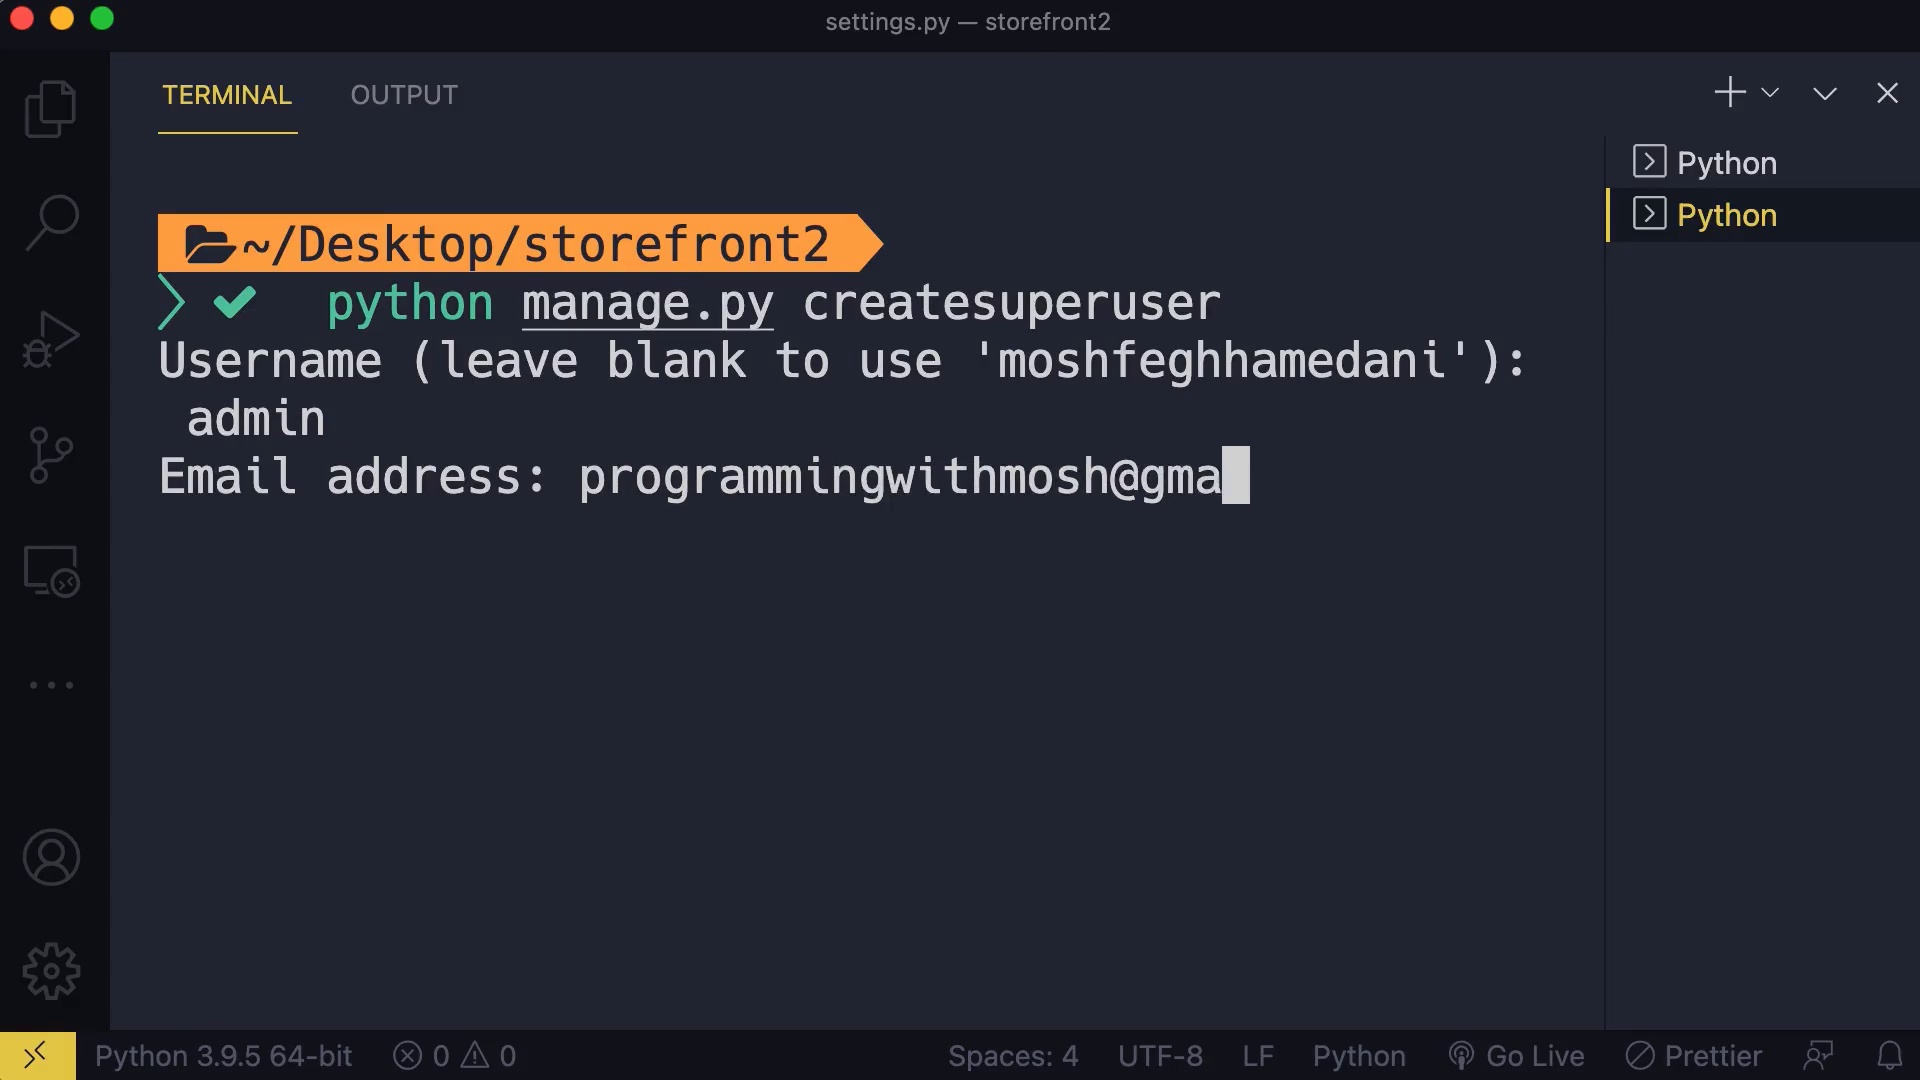 settings.py — storefront2
TERMINAL OUTPUT
Python
Python
~/Desktop/storefront2
python manage.py createsuperuser
Username (leave blank to use 'moshfeghhamedani'):
admin
Email address: programmingwithmosh@gma
Python 3.9.5 64-bit 0 0 Spaces: 4 UTF-8 LF Python Go Live Prettier